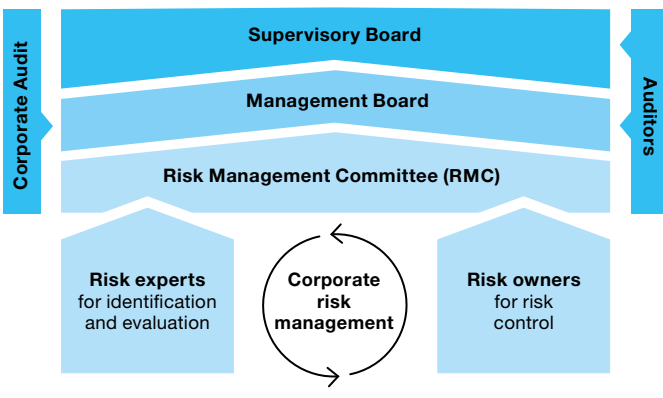 Corporate Audit
Supervisory Board
Management Board
Risk Management Committee (RMC)
Auditors
Risk experts
for identification
and evaluation
Corporate
risk
management
Risk owners
for risk
control